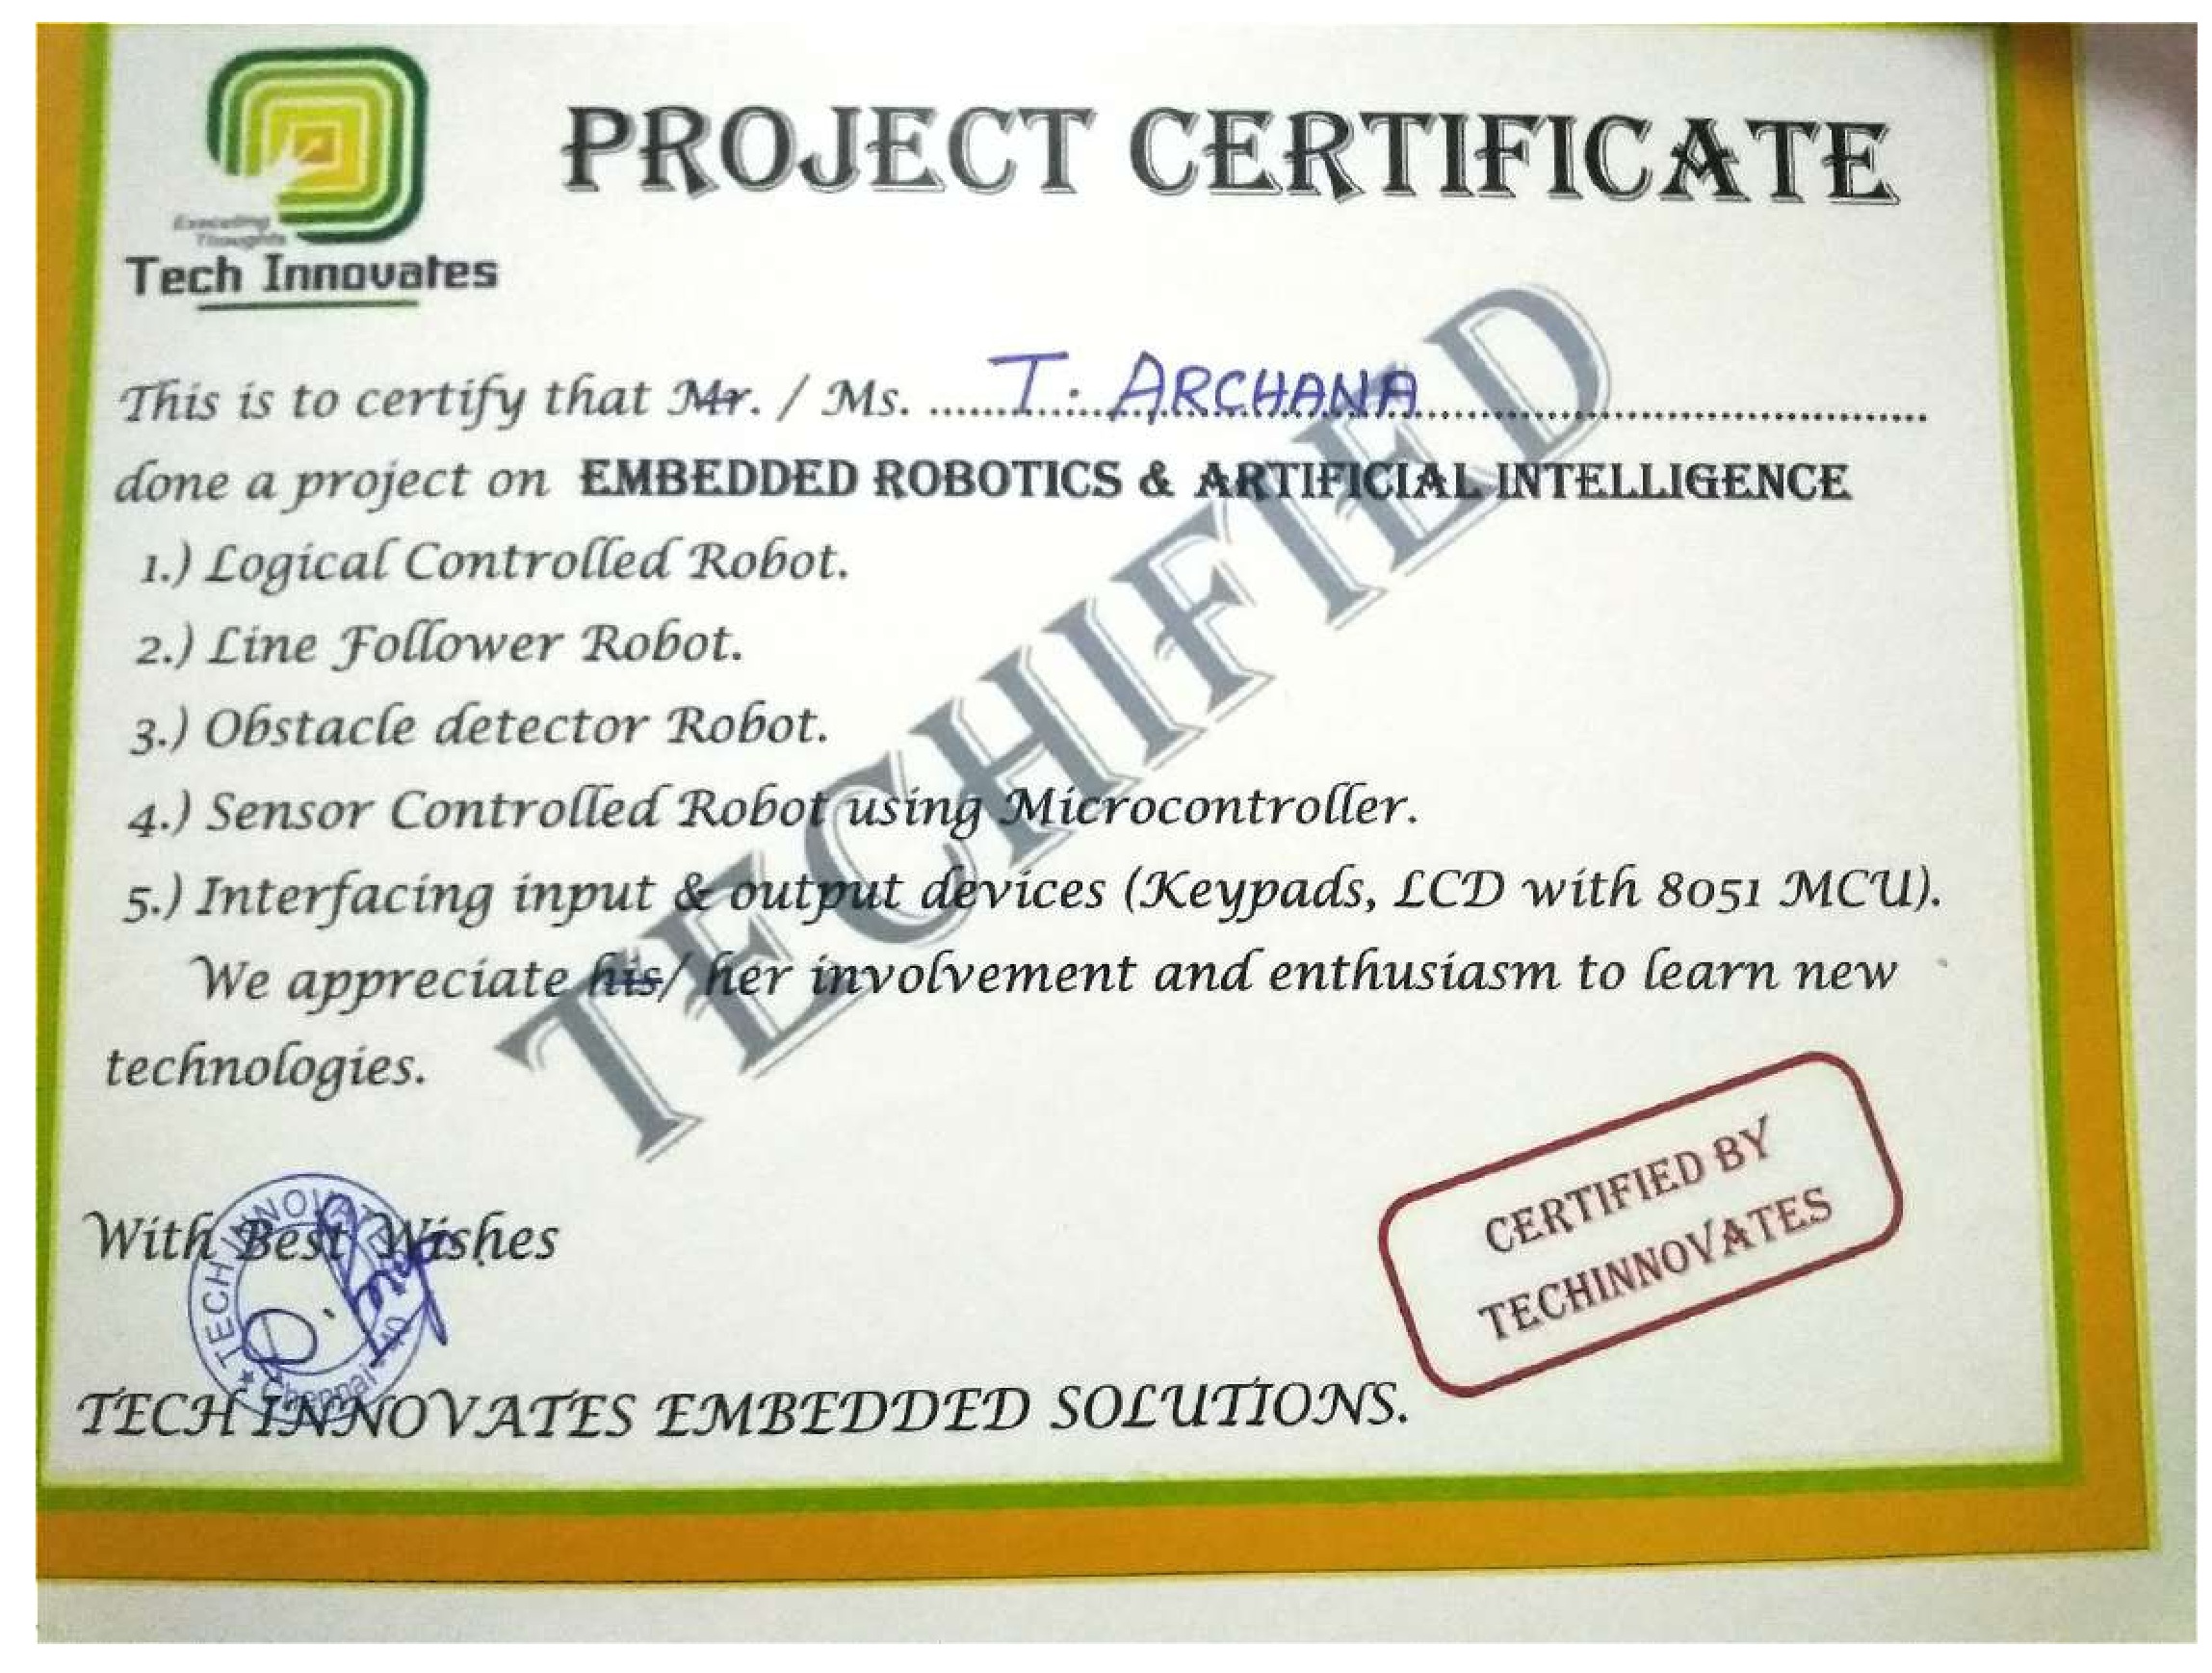 PROJECT CERTIFICATE
Executing
Thoughts
Tech Innovates
This is to certify that Mr. / Ms. ......T. ARCHANA......
done a project on EMBEDDED ROBOTICS & ARTIFICIAL INTELLIGENCE
1.) Logical Controlled Robot.
2.) Line Follower Robot.
3.) Obstacle detector Robot.
4.) Sensor Controlled Robot using Microcontroller.
5.) Interfacing input & output devices (Keypads, LCD with 8051 MCU).
We appreciate his/ her involvement and enthusiasm to learn new
technologies.
TECHIFIED
With Best Wishes
TECH INNOVATES
Chennai
TECH INNOVATES EMBEDDED SOLUTIONS.
CERTIFIED BY
TECHINNOVATES